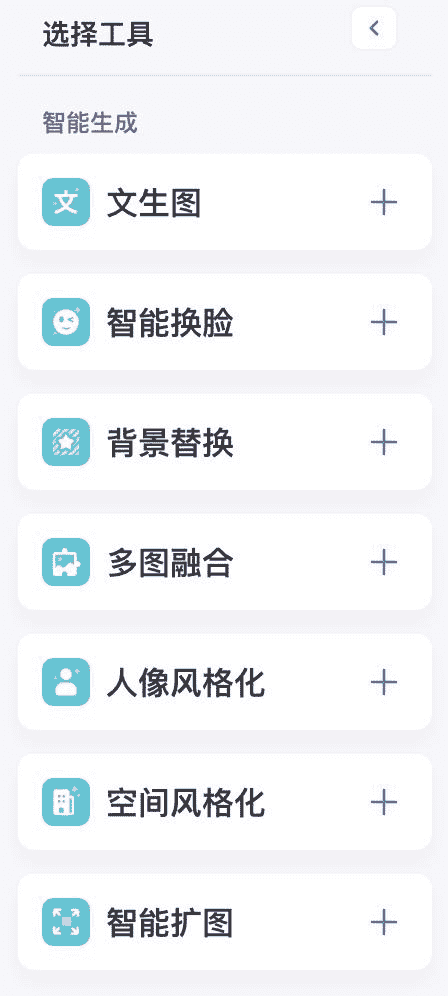 选择工具
智能生成
文 文生图
智能换脸
背景替换
多图融合
人像风格化
空间风格化
智能扩图